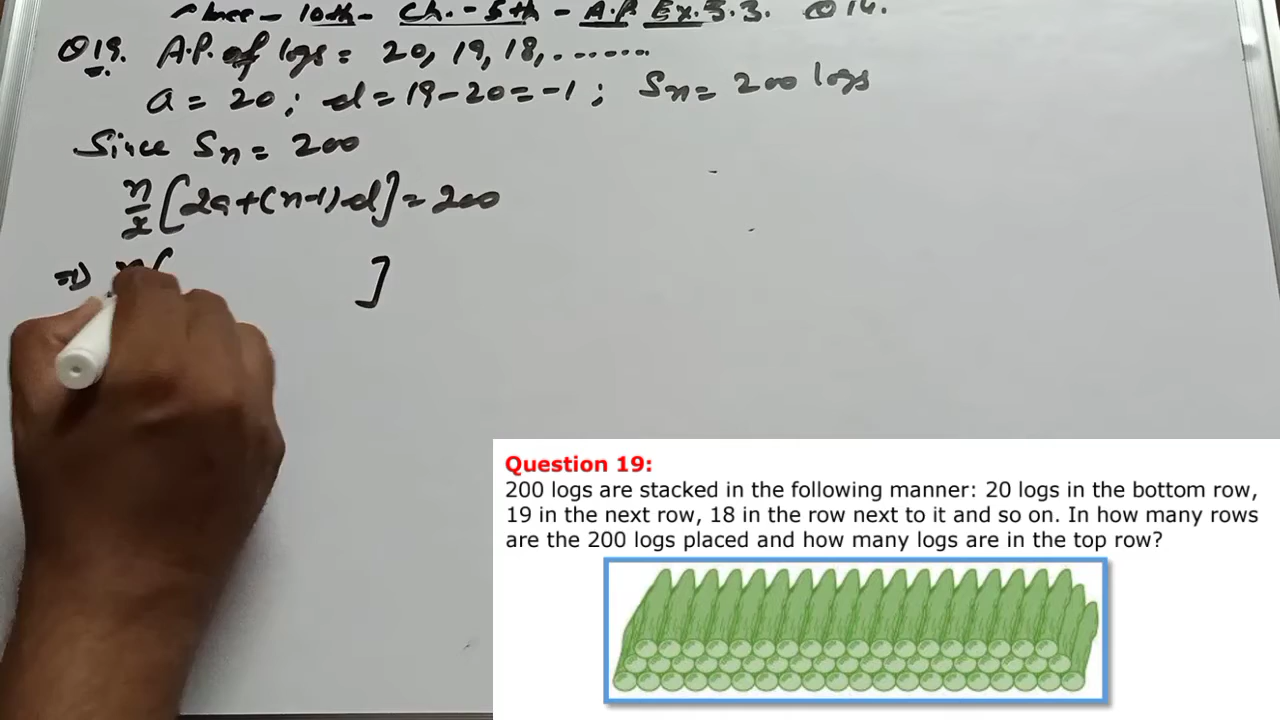 Class - 10th - Ch. - 5th - A.P. Ex. 5.3. Q 19.
Q19. A.P. of logs = 20, 19, 18, .......
a = 20 ; d = 19 - 20 = -1 ; Sn = 200 logs
Since Sn = 200
n/2 [2a + (n-1) d] = 200
⇒ n [ ]
Question 19:
200 logs are stacked in the following manner: 20 logs in the bottom row,
19 in the next row, 18 in the row next to it and so on. In how many rows
are the 200 logs placed and how many logs are in the top row?